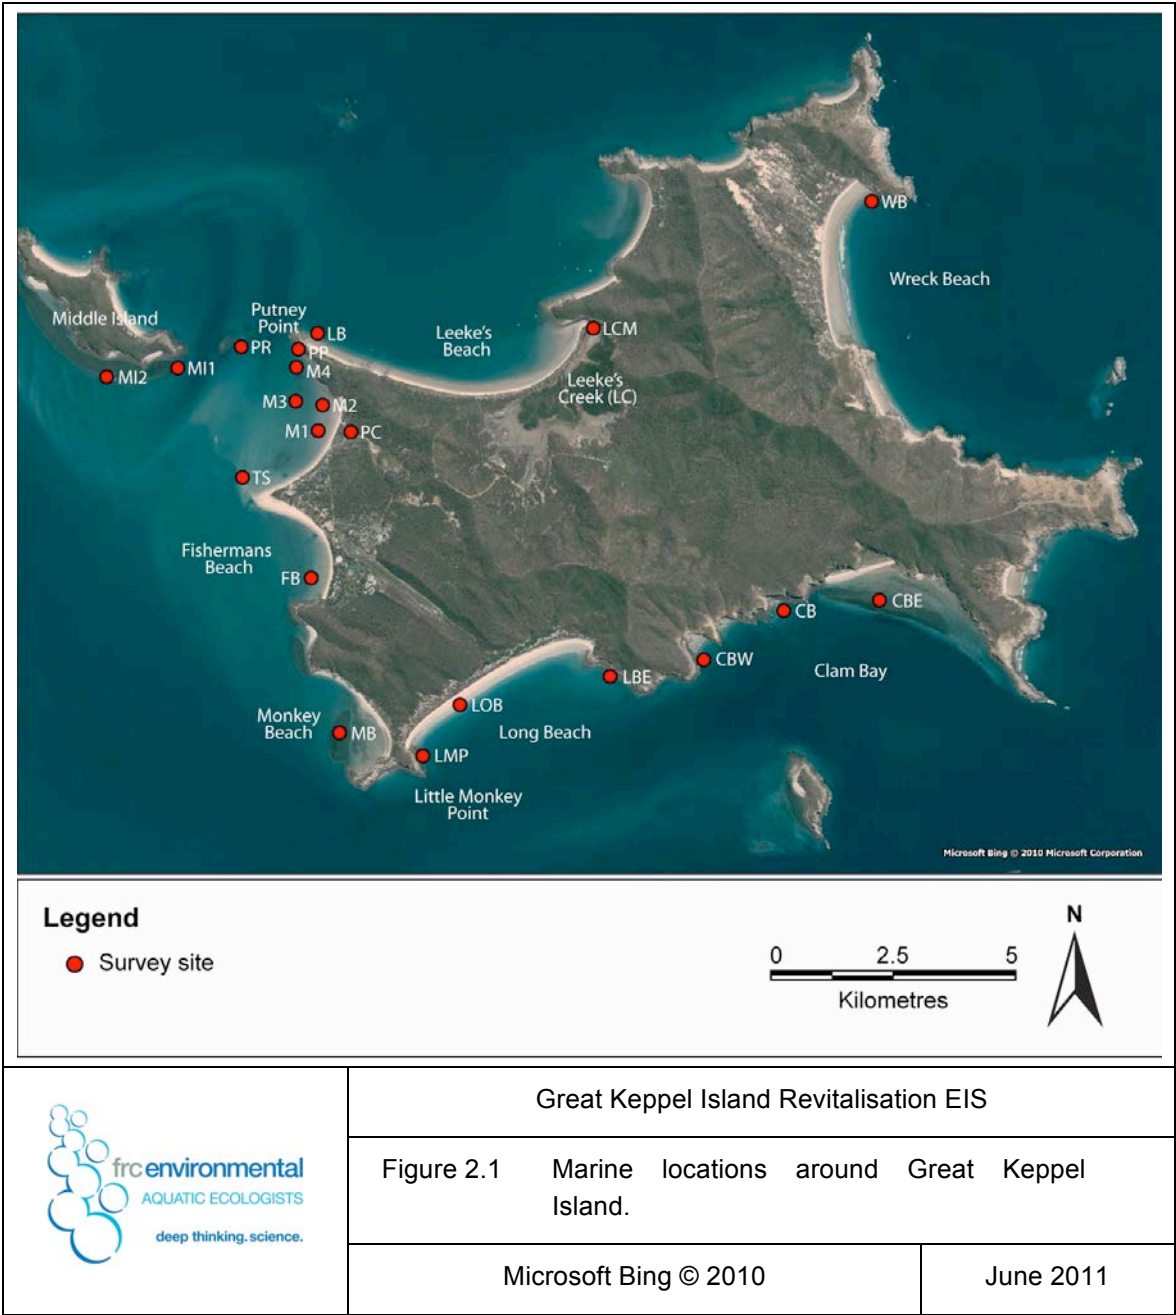 WB
Wreck Beach
Middle Island
Putney
Point
LB
PR
PP
M4
MI1
MI2
Leeke's
Beach
LCM
Leeke's
Creek (LC)
M3
M2
M1
PC
TS
Fishermans
Beach
FB
CB
CBE
CBW
Clam Bay
LBE
LOB
Long Beach
Monkey
Beach
MB
LMP
Little Monkey
Point
Microsoft Bing © 2010 Microsoft Corporation
Legend
Survey site
0 2.5 5
Kilometres
N
frc environmental
AQUATIC ECOLOGISTS
deep thinking. science.
Great Keppel Island Revitalisation EIS
Figure 2.1 Marine locations around Great Keppel
Island.
Microsoft Bing © 2010
June 2011